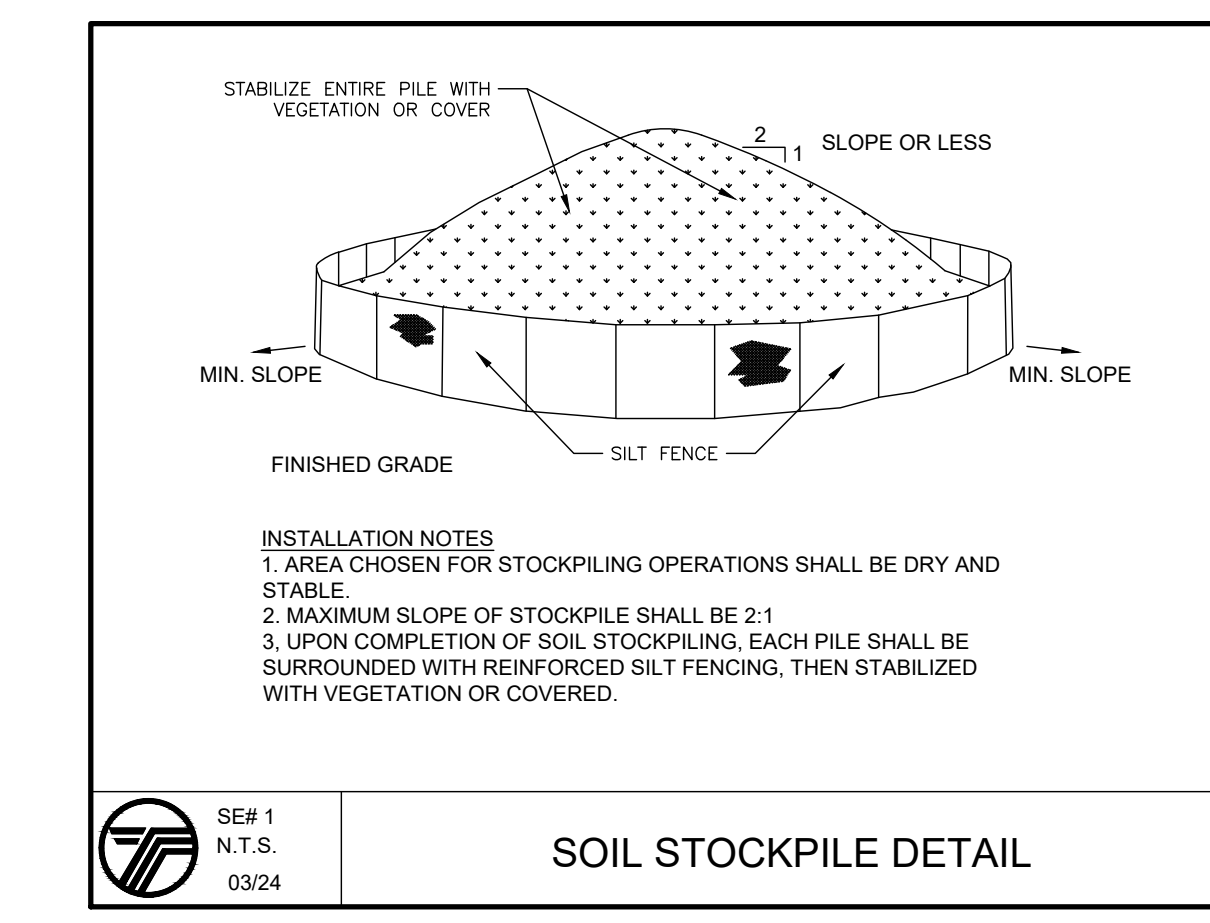 STABILIZE ENTIRE PILE WITH
VEGETATION OR COVER
2
1
SLOPE OR LESS
MIN. SLOPE
MIN. SLOPE
SILT FENCE
FINISHED GRADE
INSTALLATION NOTES
1. AREA CHOSEN FOR STOCKPILING OPERATIONS SHALL BE DRY AND
STABLE.
2. MAXIMUM SLOPE OF STOCKPILE SHALL BE 2:1
3, UPON COMPLETION OF SOIL STOCKPILING, EACH PILE SHALL BE
SURROUNDED WITH REINFORCED SILT FENCING, THEN STABILIZED
WITH VEGETATION OR COVERED.
SE# 1
N.T.S.
03/24
SOIL STOCKPILE DETAIL